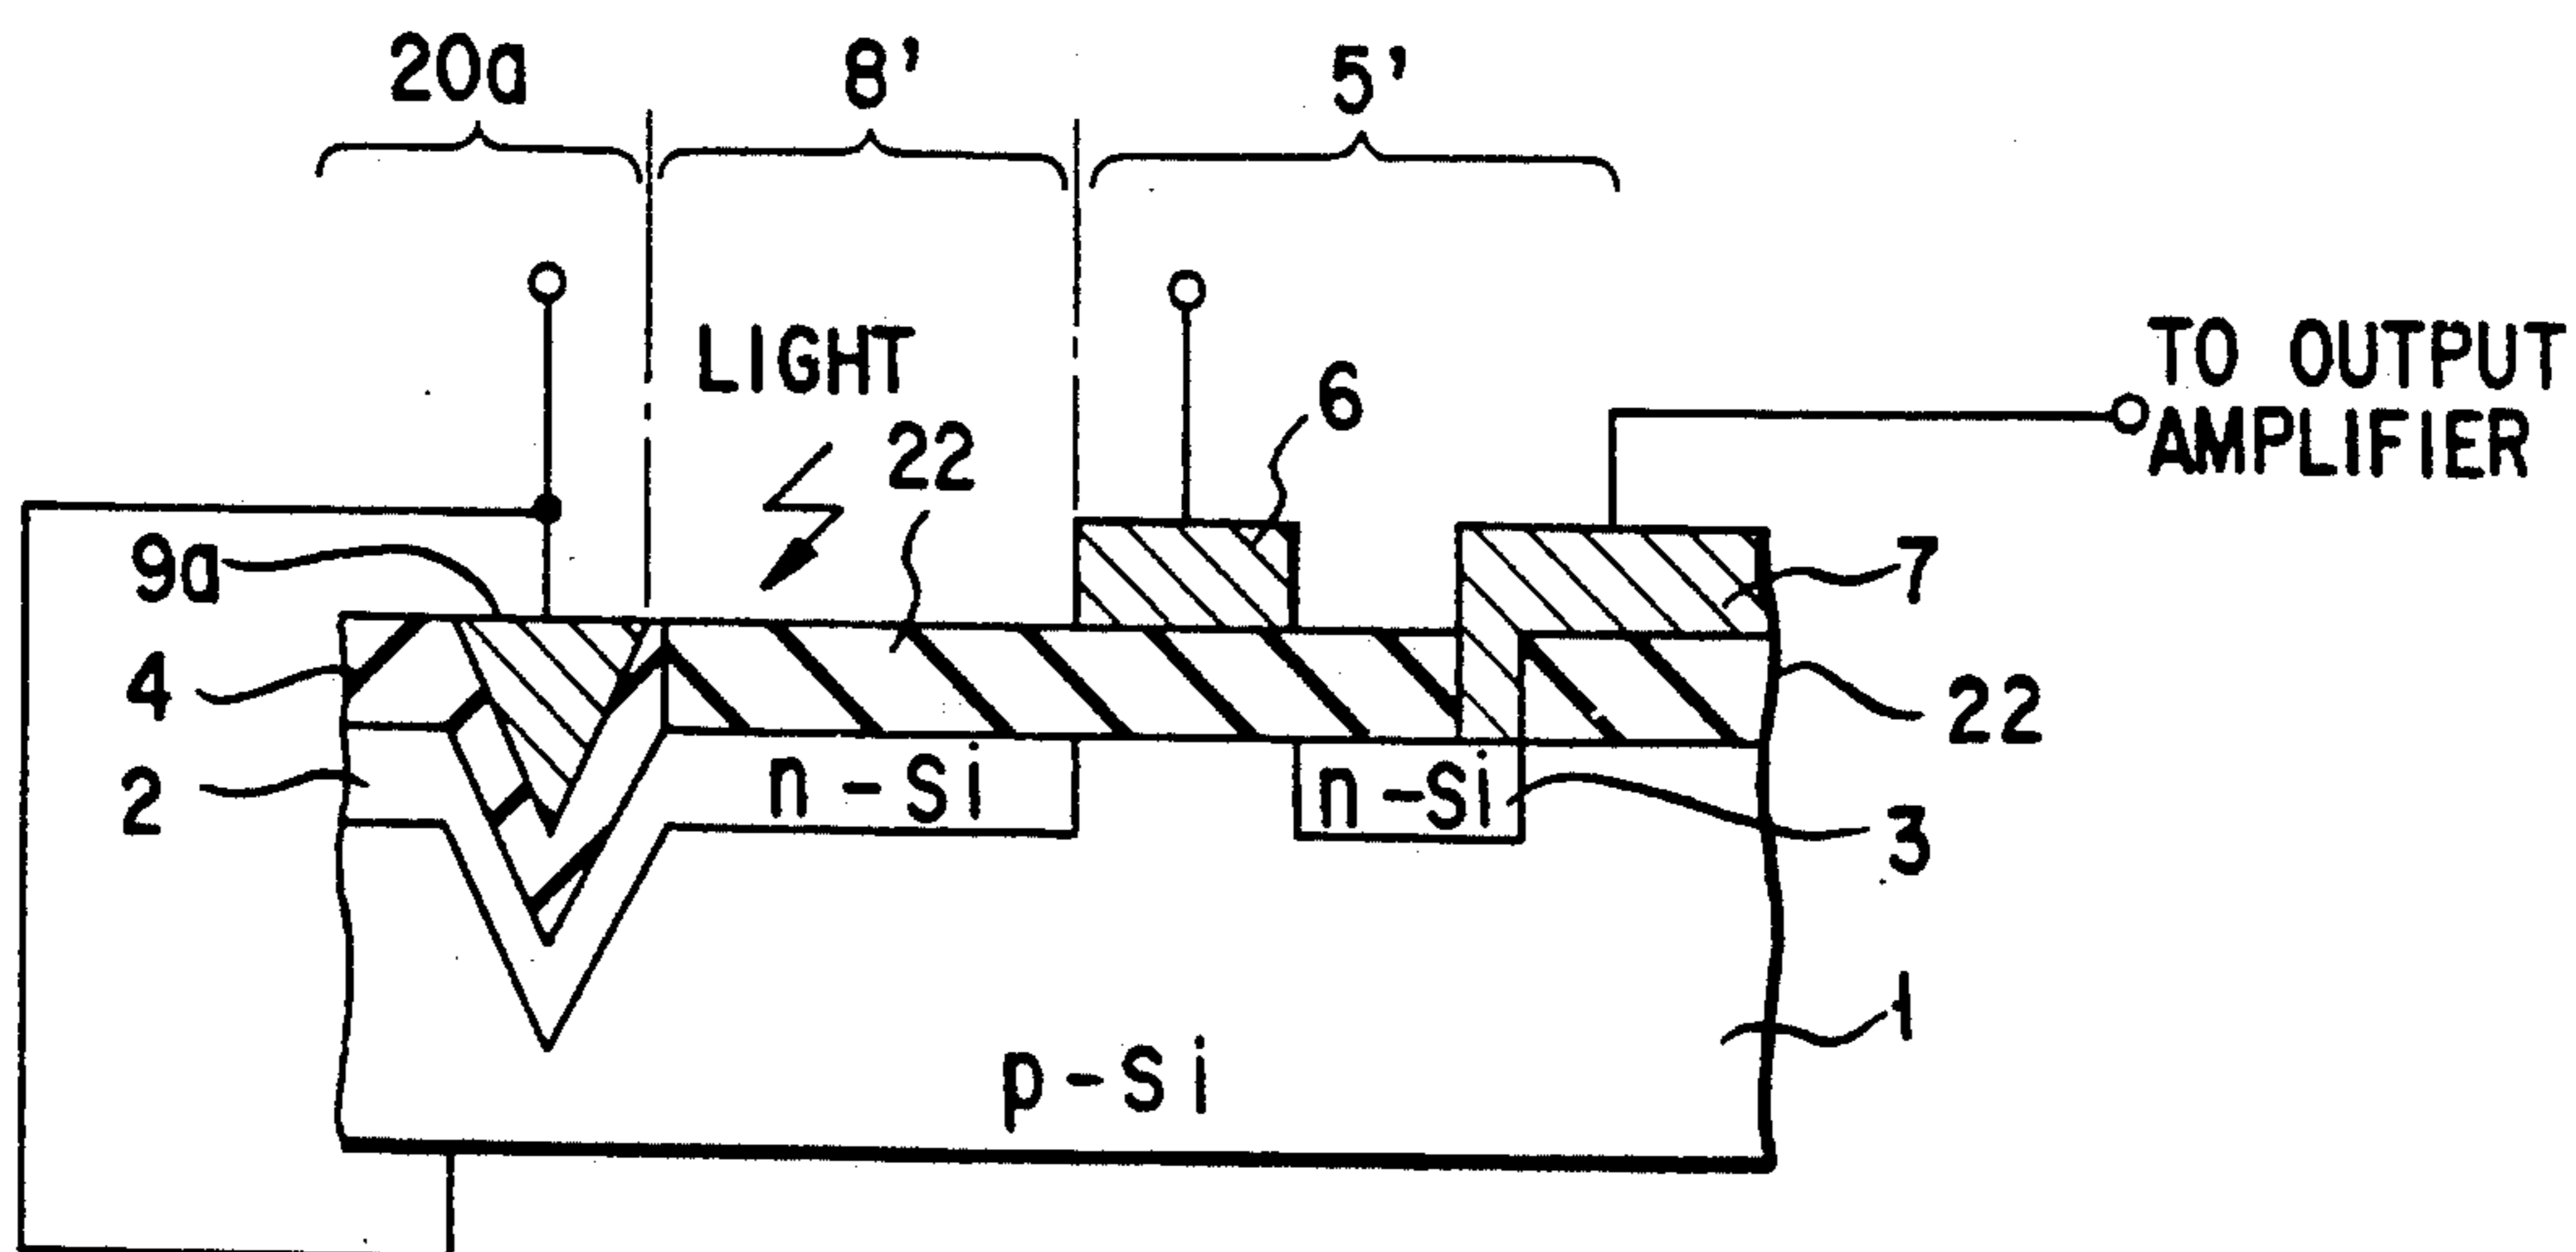 20a
8'
5'
LIGHT
22
6
TO OUTPUT
AMPLIFIER
9a
7
4
22
2
n-Si
n-Si
3
1
p-Si